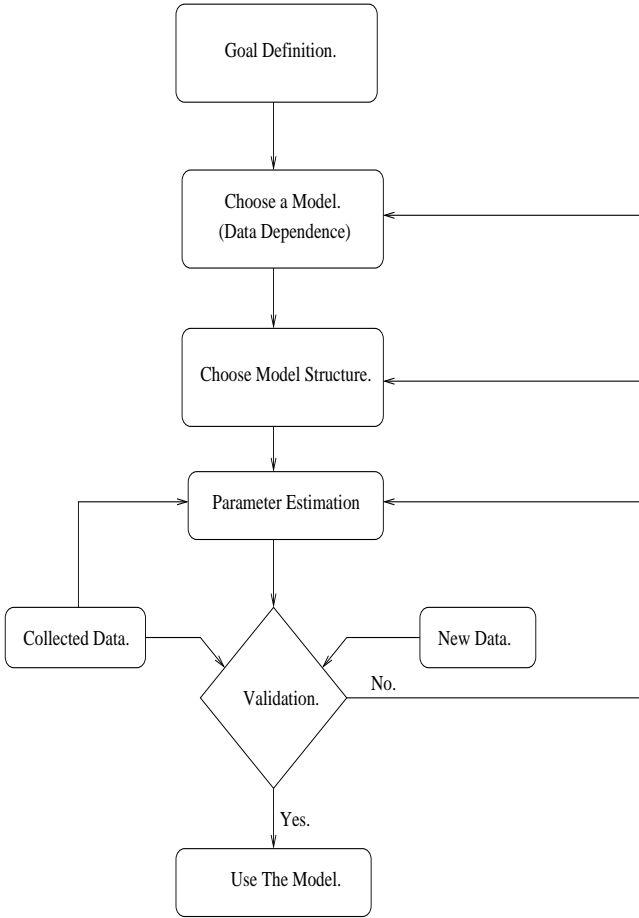 Goal Definition.
Choose a Model.
(Data Dependence)
Choose Model Structure.
Parameter Estimation
Collected Data.
New Data.
Validation.
No.
Yes.
Use The Model.